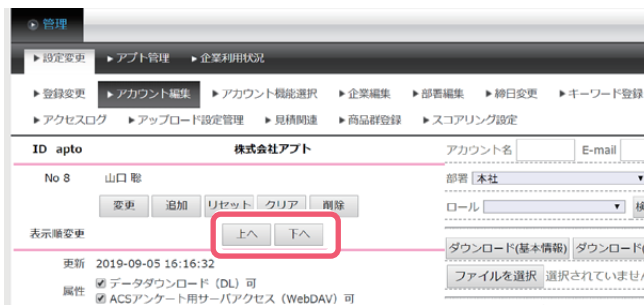 管理
▶設定変更 ▶アプト管理 ▶企業利用状況
▶登録変更 ▶アカウント編集 ▶アカウント機能選択 ▶企業編集 ▶部署編集 ▶締日変更 ▶キーワード登録
▶アクセスログ ▶アップロード設定管理 ▶見積関連 ▶商品群登録 ▶スコアリング設定
ID apto 株式会社アプト アカウント名 E-mail
No 8 山口 聡 部署 本社
変更 追加 リセット クリア 削除 ロール
表示順変更 上へ 下へ
ダウンロード(基本情報) ダウンロード(
更新 2019-09-05 16:16:32 ファイルを選択 選択されていませ
属性 データダウンロード（DL）可
ACSアンケート用サーバアクセス（WebDAV）可